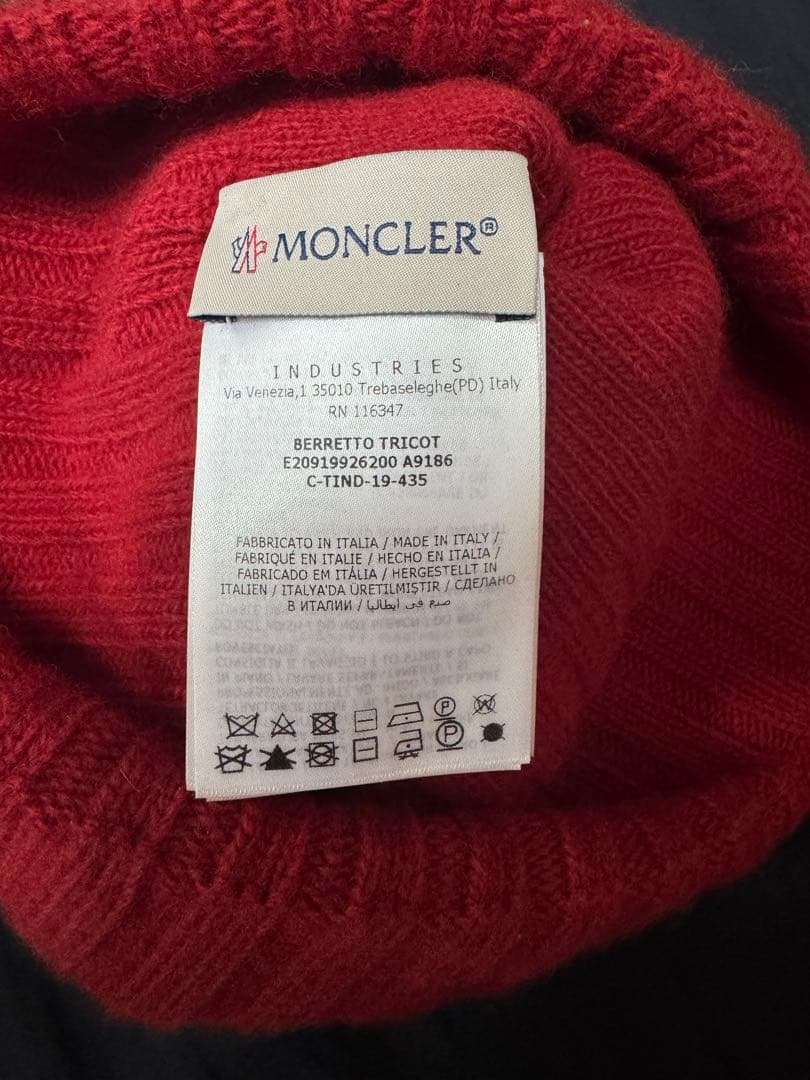 MONCLER®
INDUSTRIES
Via Venezia,1 35010 Trebaseleghe(PD) Italy
RN 116347
BERRETTO TRICOT
E20919926200 A9186
C-TIND-19-435
FABBRICATO IN ITALIA / MADE IN ITALY /
FABRIQUÉ EN ITALIE / HECHO EN ITALIA /
FABRICADO EM ITÁLIA / HERGESTELLT IN
ITALIEN / ITALYA'DA ÜRETILMIŞTIR / СДЕЛАНО
В ИТАЛИИ / صنع في ايطاليا
P W
P